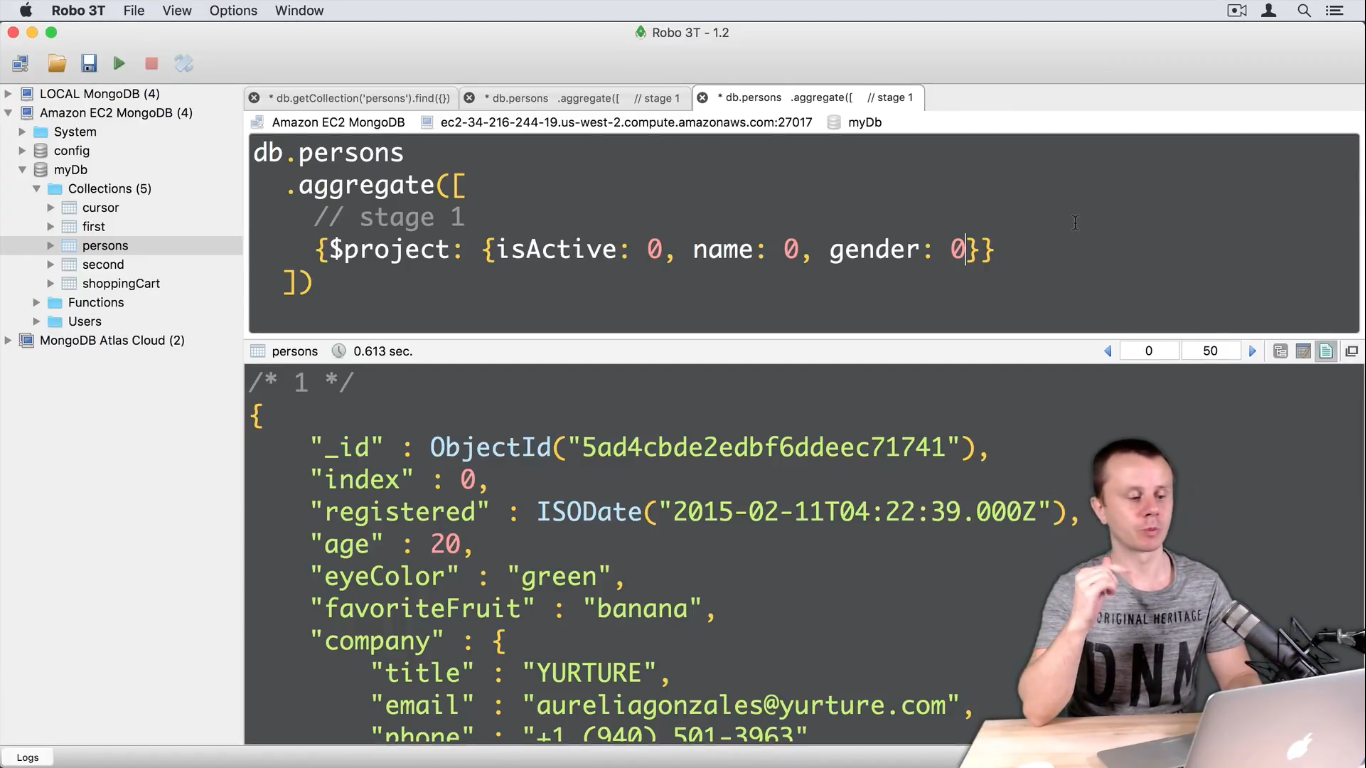 Robo 3T File View Options Window
Robo 3T - 1.2
LOCAL MongoDB (4)
Amazon EC2 MongoDB (4)
System
config
myDb
Collections (5)
cursor
first
persons
second
shoppingCart
Functions
Users
MongoDB Atlas Cloud (2)
* db.getCollection('persons').find({}) * db.persons .aggregate([ // stage 1 * db.persons .aggregate([ // stage 1
Amazon EC2 MongoDB ec2-34-216-244-19.us-west-2.compute.amazonaws.com:27017 myDb
db.persons
.aggregate([
// stage 1
{$project: {isActive: 0, name: 0, gender: 0}}
])
persons 0.613 sec. 0 50
/* 1 */
{
"_id" : ObjectId("5ad4cbde2edbf6ddeec71741"),
"index" : 0,
"registered" : ISODate("2015-02-11T04:22:39.000Z"),
"age" : 20,
"eyeColor" : "green",
"favoriteFruit" : "banana",
"company" : {
"title" : "YURTURE",
"email" : "aureliagonzales@yurture.com",
"phone" : "+1 (940) 501-3963"
ORIGINAL HERITAGE
DNM
Logs